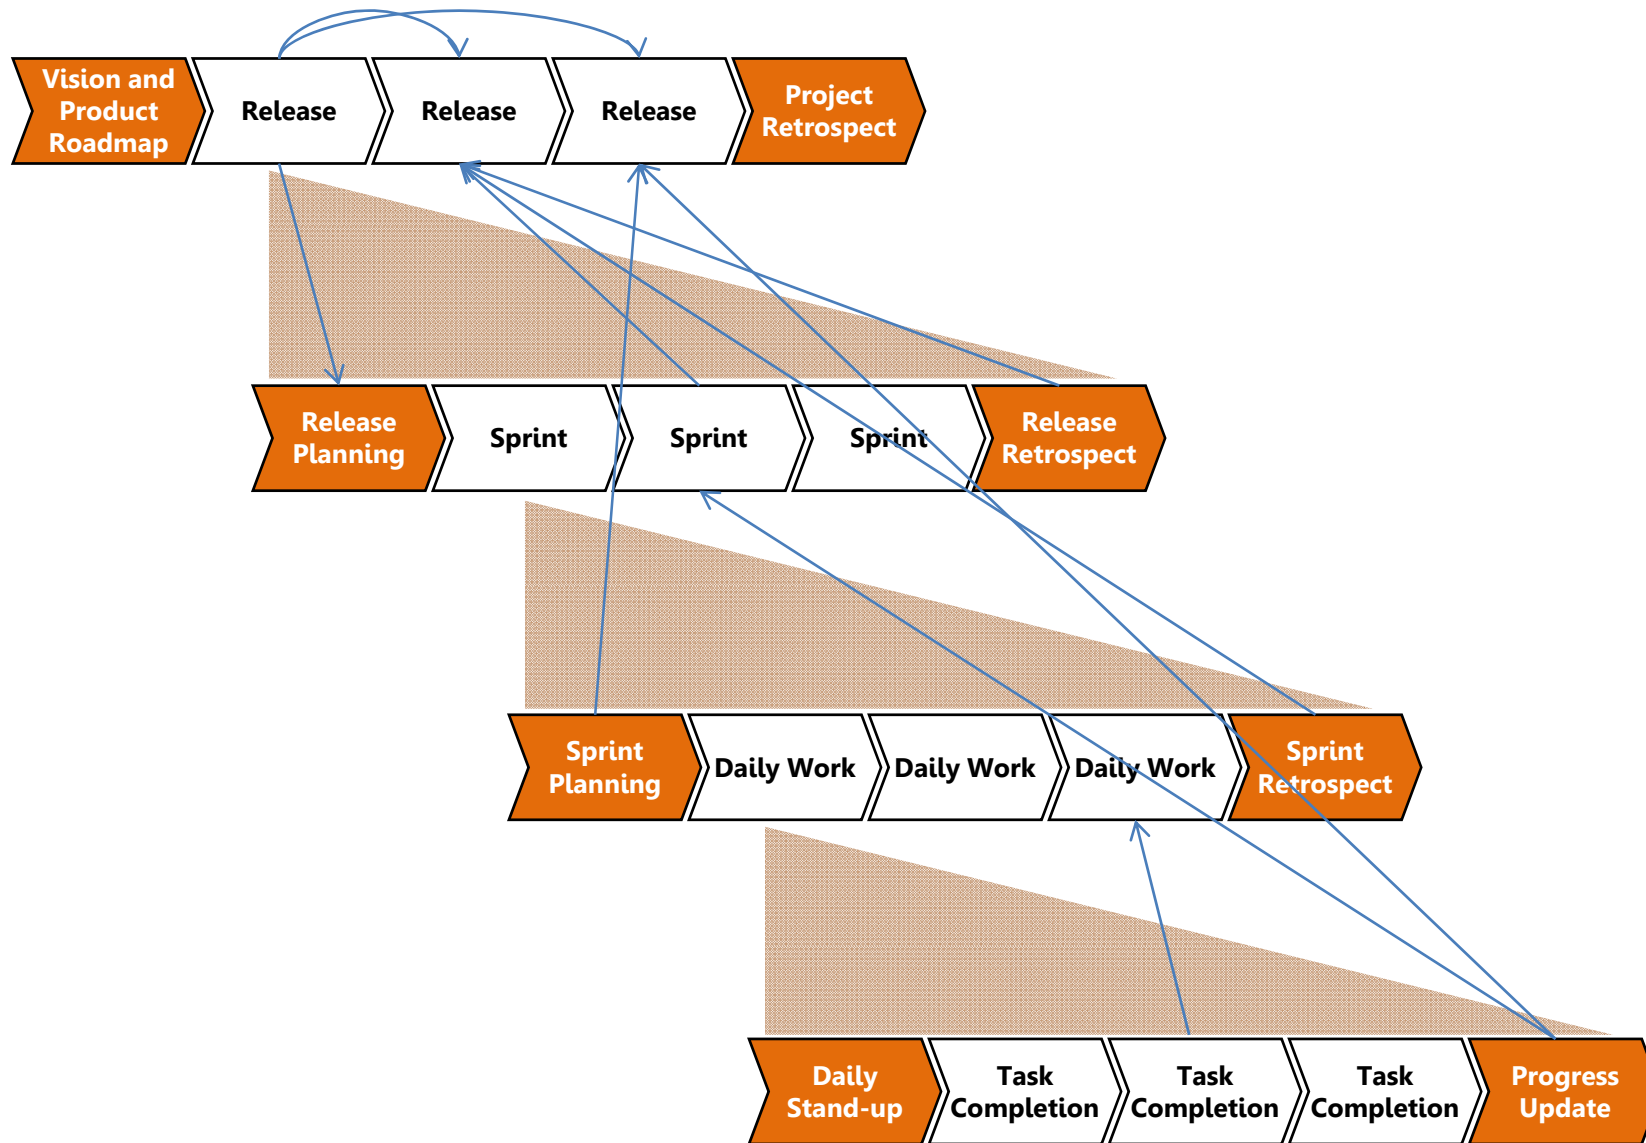 Vision and
Product
Roadmap
Release
Release
Release
Project
Retrospect
Release
Planning
Sprint
Sprint
Sprint
Release
Retrospect
Sprint
Planning
Daily Work
Daily Work
Daily Work
Sprint
Retrospect
Daily
Stand-up
Task
Completion
Task
Completion
Task
Completion
Progress
Update